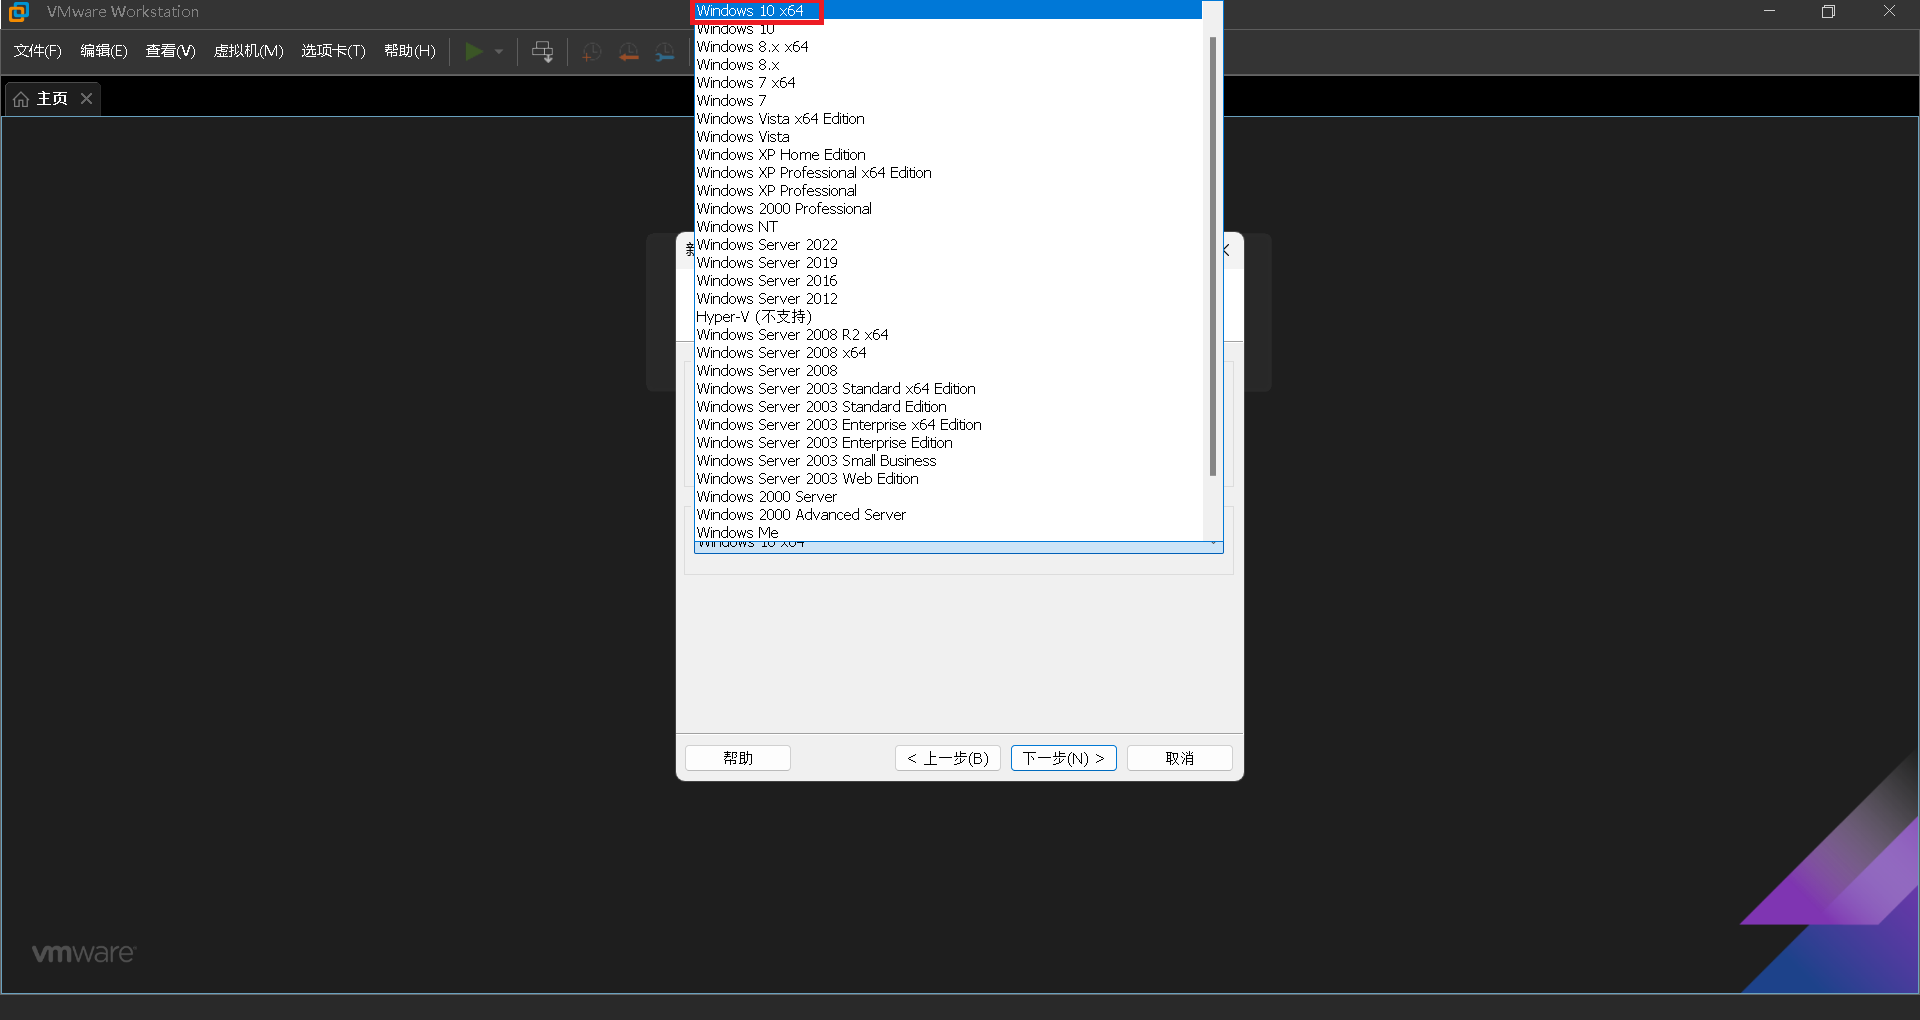 VMware Workstation
文件(F) 编辑(E) 查看(V) 虚拟机(M) 选项卡(T) 帮助(H)
主页
新
Windows 10 x64
Windows 10
Windows 8.x x64
Windows 8.x
Windows 7 x64
Windows 7
Windows Vista x64 Edition
Windows Vista
Windows XP Home Edition
Windows XP Professional x64 Edition
Windows XP Professional
Windows 2000 Professional
Windows NT
Windows Server 2022
Windows Server 2019
Windows Server 2016
Windows Server 2012
Hyper-V (不支持)
Windows Server 2008 R2 x64
Windows Server 2008 x64
Windows Server 2008
Windows Server 2003 Standard x64 Edition
Windows Server 2003 Standard Edition
Windows Server 2003 Enterprise x64 Edition
Windows Server 2003 Enterprise Edition
Windows Server 2003 Small Business
Windows Server 2003 Web Edition
Windows 2000 Server
Windows 2000 Advanced Server
Windows Me
Windows 10 x64
帮助 < 上一步(B) 下一步(N) > 取消
vmware